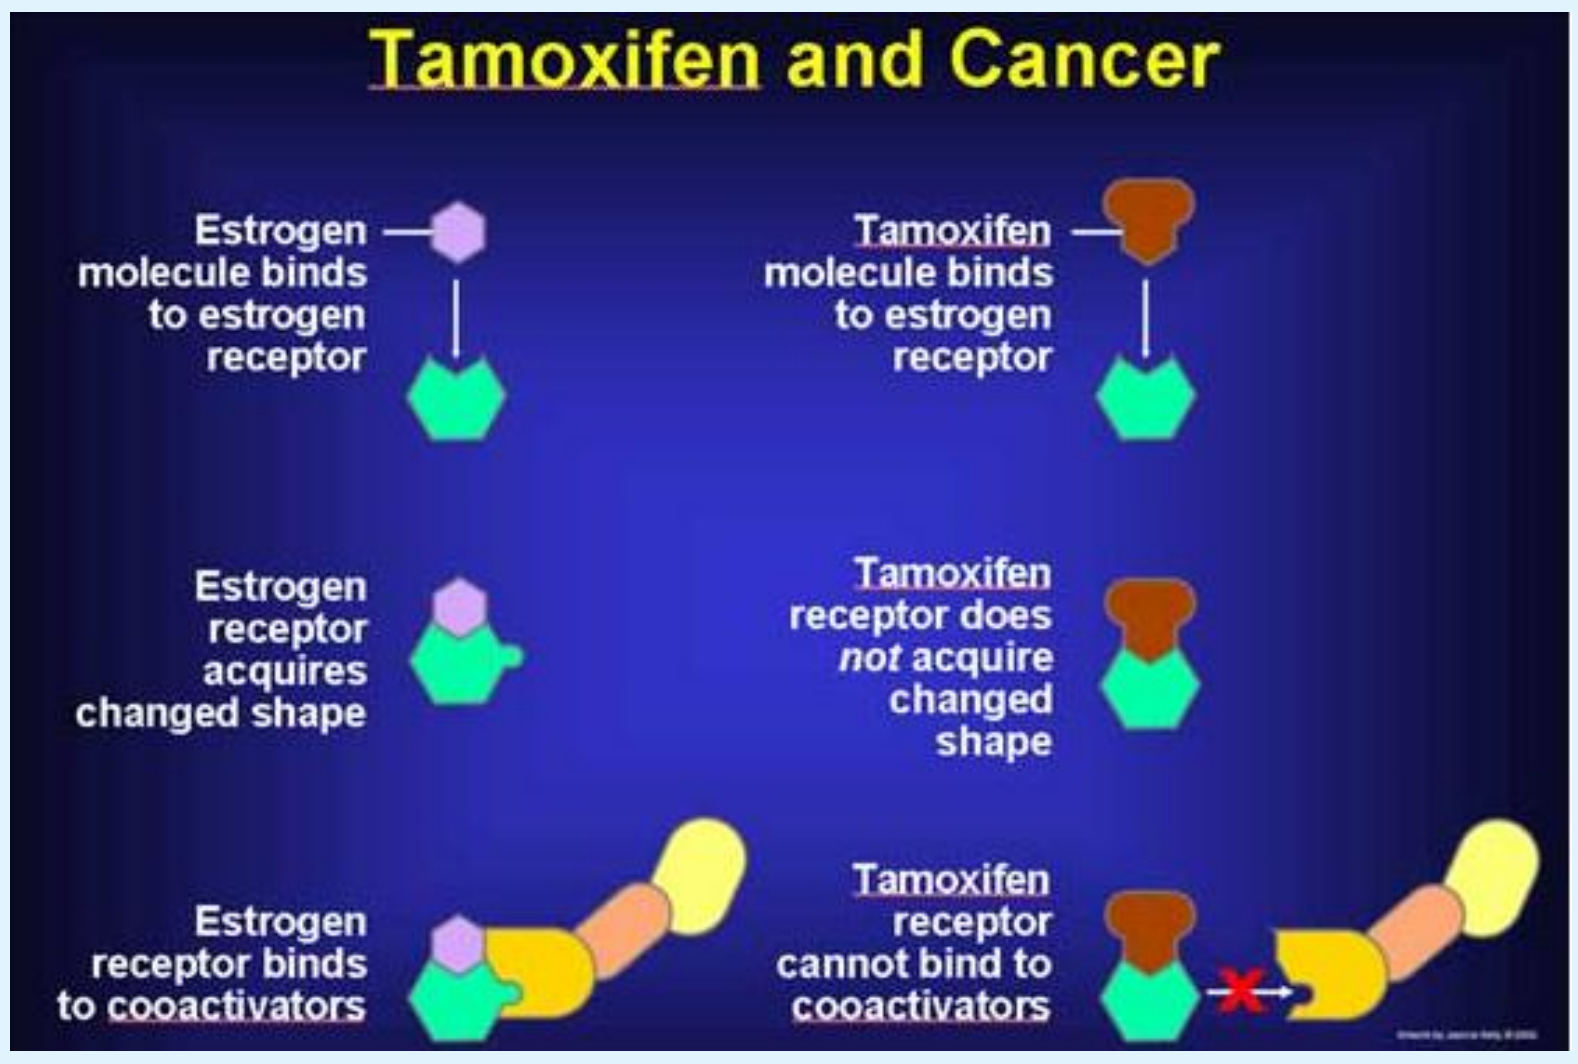 Tamoxifen and Cancer
Estrogen
molecule binds
to estrogen
receptor
Tamoxifen
molecule binds
to estrogen
receptor
Estrogen
receptor
acquires
changed shape
Tamoxifen
receptor does
not acquire
changed
shape
Estrogen
receptor binds
to cooactivators
Tamoxifen
receptor
cannot bind to
cooactivators